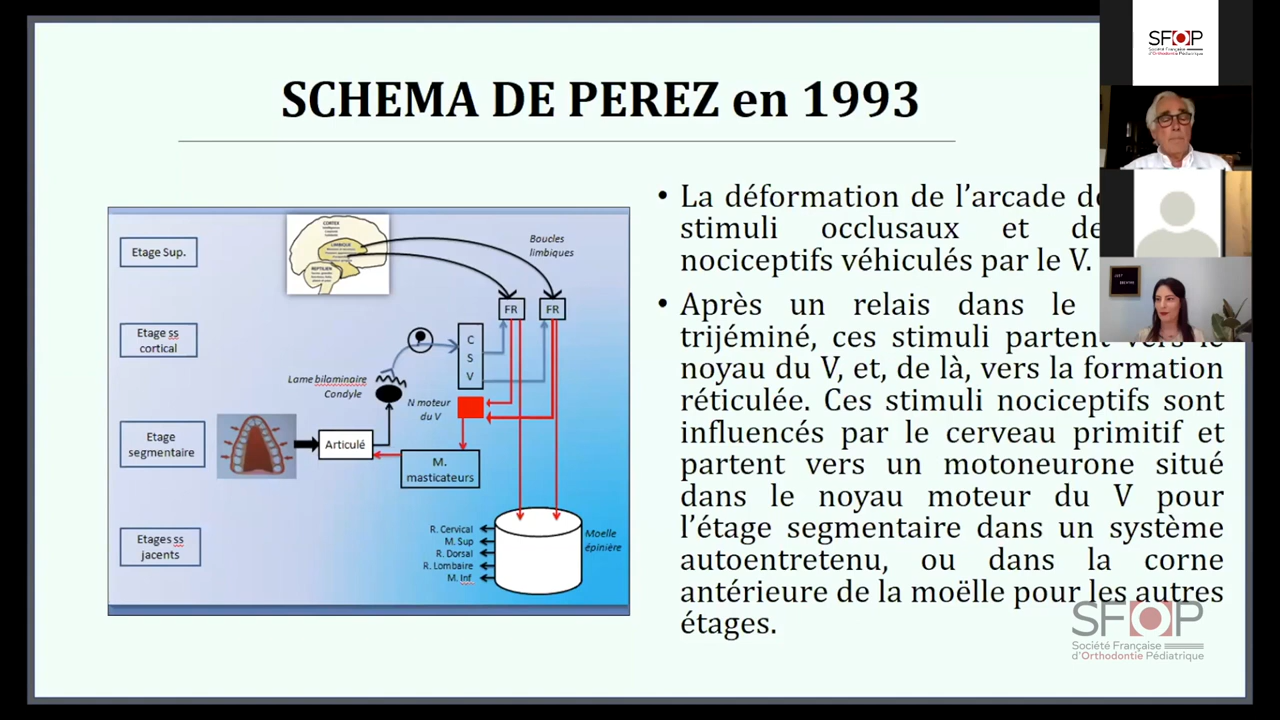 SCHEMA DE PEREZ en 1993
Etage Sup.
Etage ss
cortical
Etage
segmentaire
Etages ss
jacents
CORTEX
LIMBIQUE
REPTILIEN
Boucles
limbiques
FR
FR
C
S
V
Lame bilaminaire
Condyle
N moteur
du V
Articulé
M.
masticateurs
R. Cervical
M. Sup
R. Dorsal
R. Lombaire
M. Inf
Moelle
épinière
• La déformation de l’arcade
stimuli occlusaux et
nociceptifs véhiculés par le V.
• Après un relais dans le
trijéminé, ces stimuli partent vers le
noyau du V, et, de là, vers la formation
réticulée. Ces stimuli nociceptifs sont
influencés par le cerveau primitif et
partent vers un motoneurone situé
dans le noyau moteur du V pour
l’étage segmentaire dans un système
autoentretenu, ou dans la corne
antérieure de la moëlle pour les autres
étages.
SFOP
Société Française
d'Orthodontie Pédiatrique
SFOP
Société Française
d'Orthodontie Pédiatrique